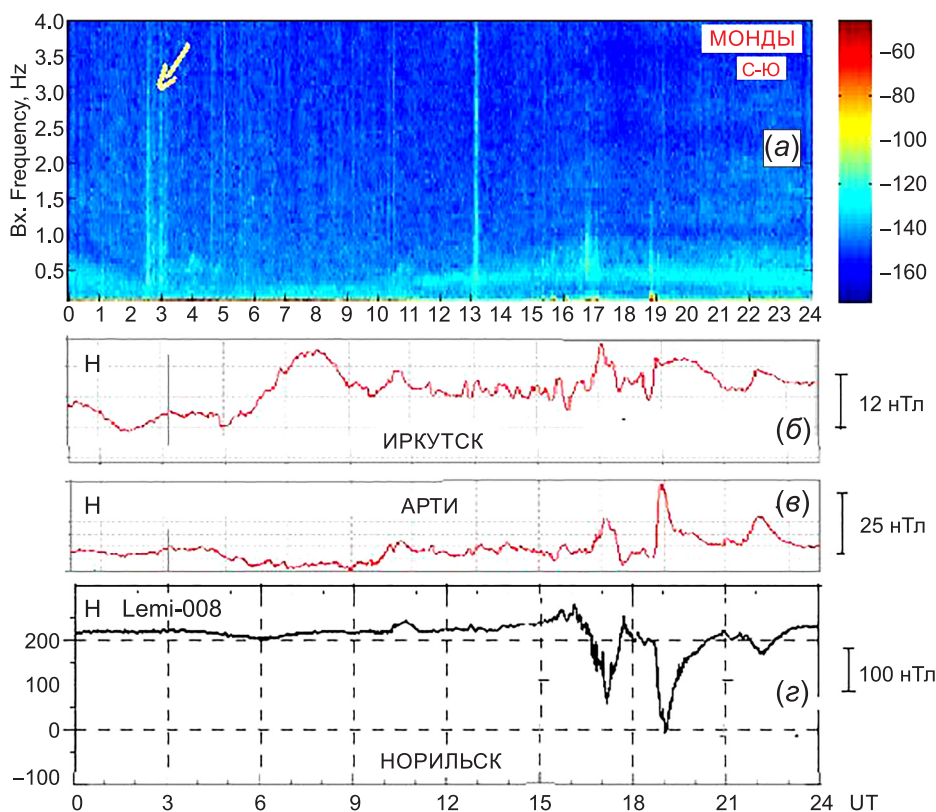 4.0
3.5
3.0
2.5
2.0
1.5
1.0
0.5
Bx. Frequency, Hz
МОНДЫ
С-Ю
(а)
0 1 2 3 4 5 6 7 8 9 10 11 12 13 14 15 16 17 18 19 20 21 22 23 24
−60
−80
−100
−120
−140
−160
H
ИРКУТСК
(б)
12 нТл
H
АРТИ
(в)
25 нТл
H Lemi-008
200
100
0
−100
НОРИЛЬСК
(г)
100 нТл
0 3 6 9 12 15 18 21 24 UT